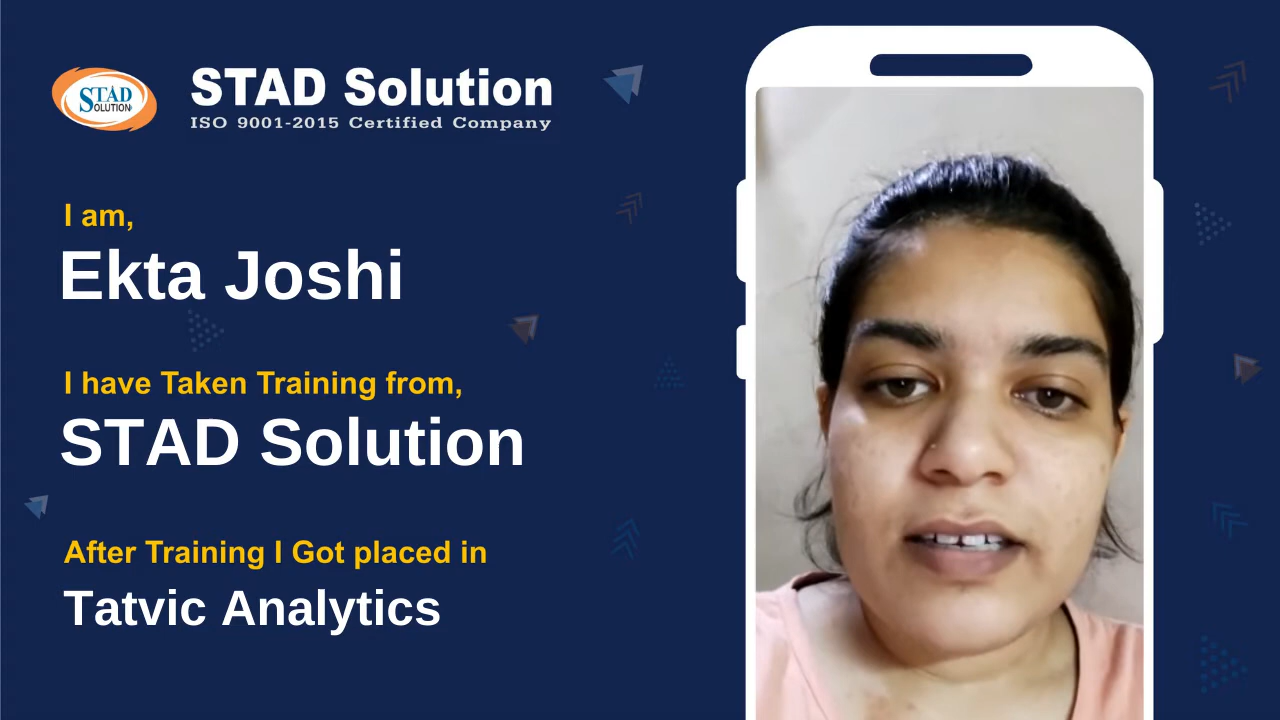 STAD
SOLUTION
STAD Solution
ISO 9001-2015 Certified Company
I am,
Ekta Joshi
I have Taken Training from,
STAD Solution
After Training I Got placed in
Tatvic Analytics